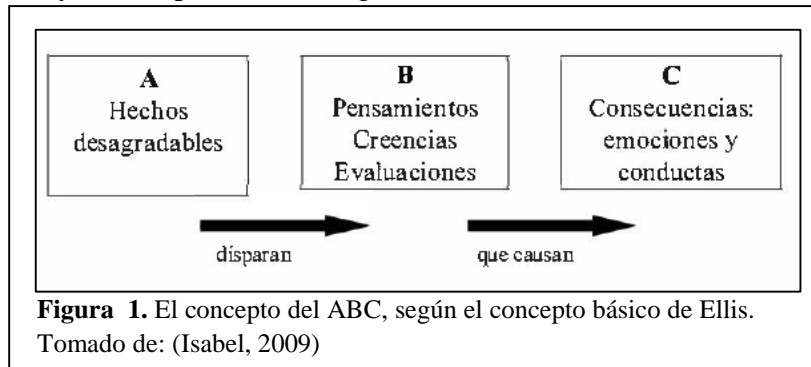 A
Hechos
desagradables
B
Pensamientos
Creencias
Evaluaciones
C
Consecuencias:
emociones y
conductas
disparan
que causan
Figura 1. El concepto del ABC, según el concepto básico de Ellis.
Tomado de: (Isabel, 2009)